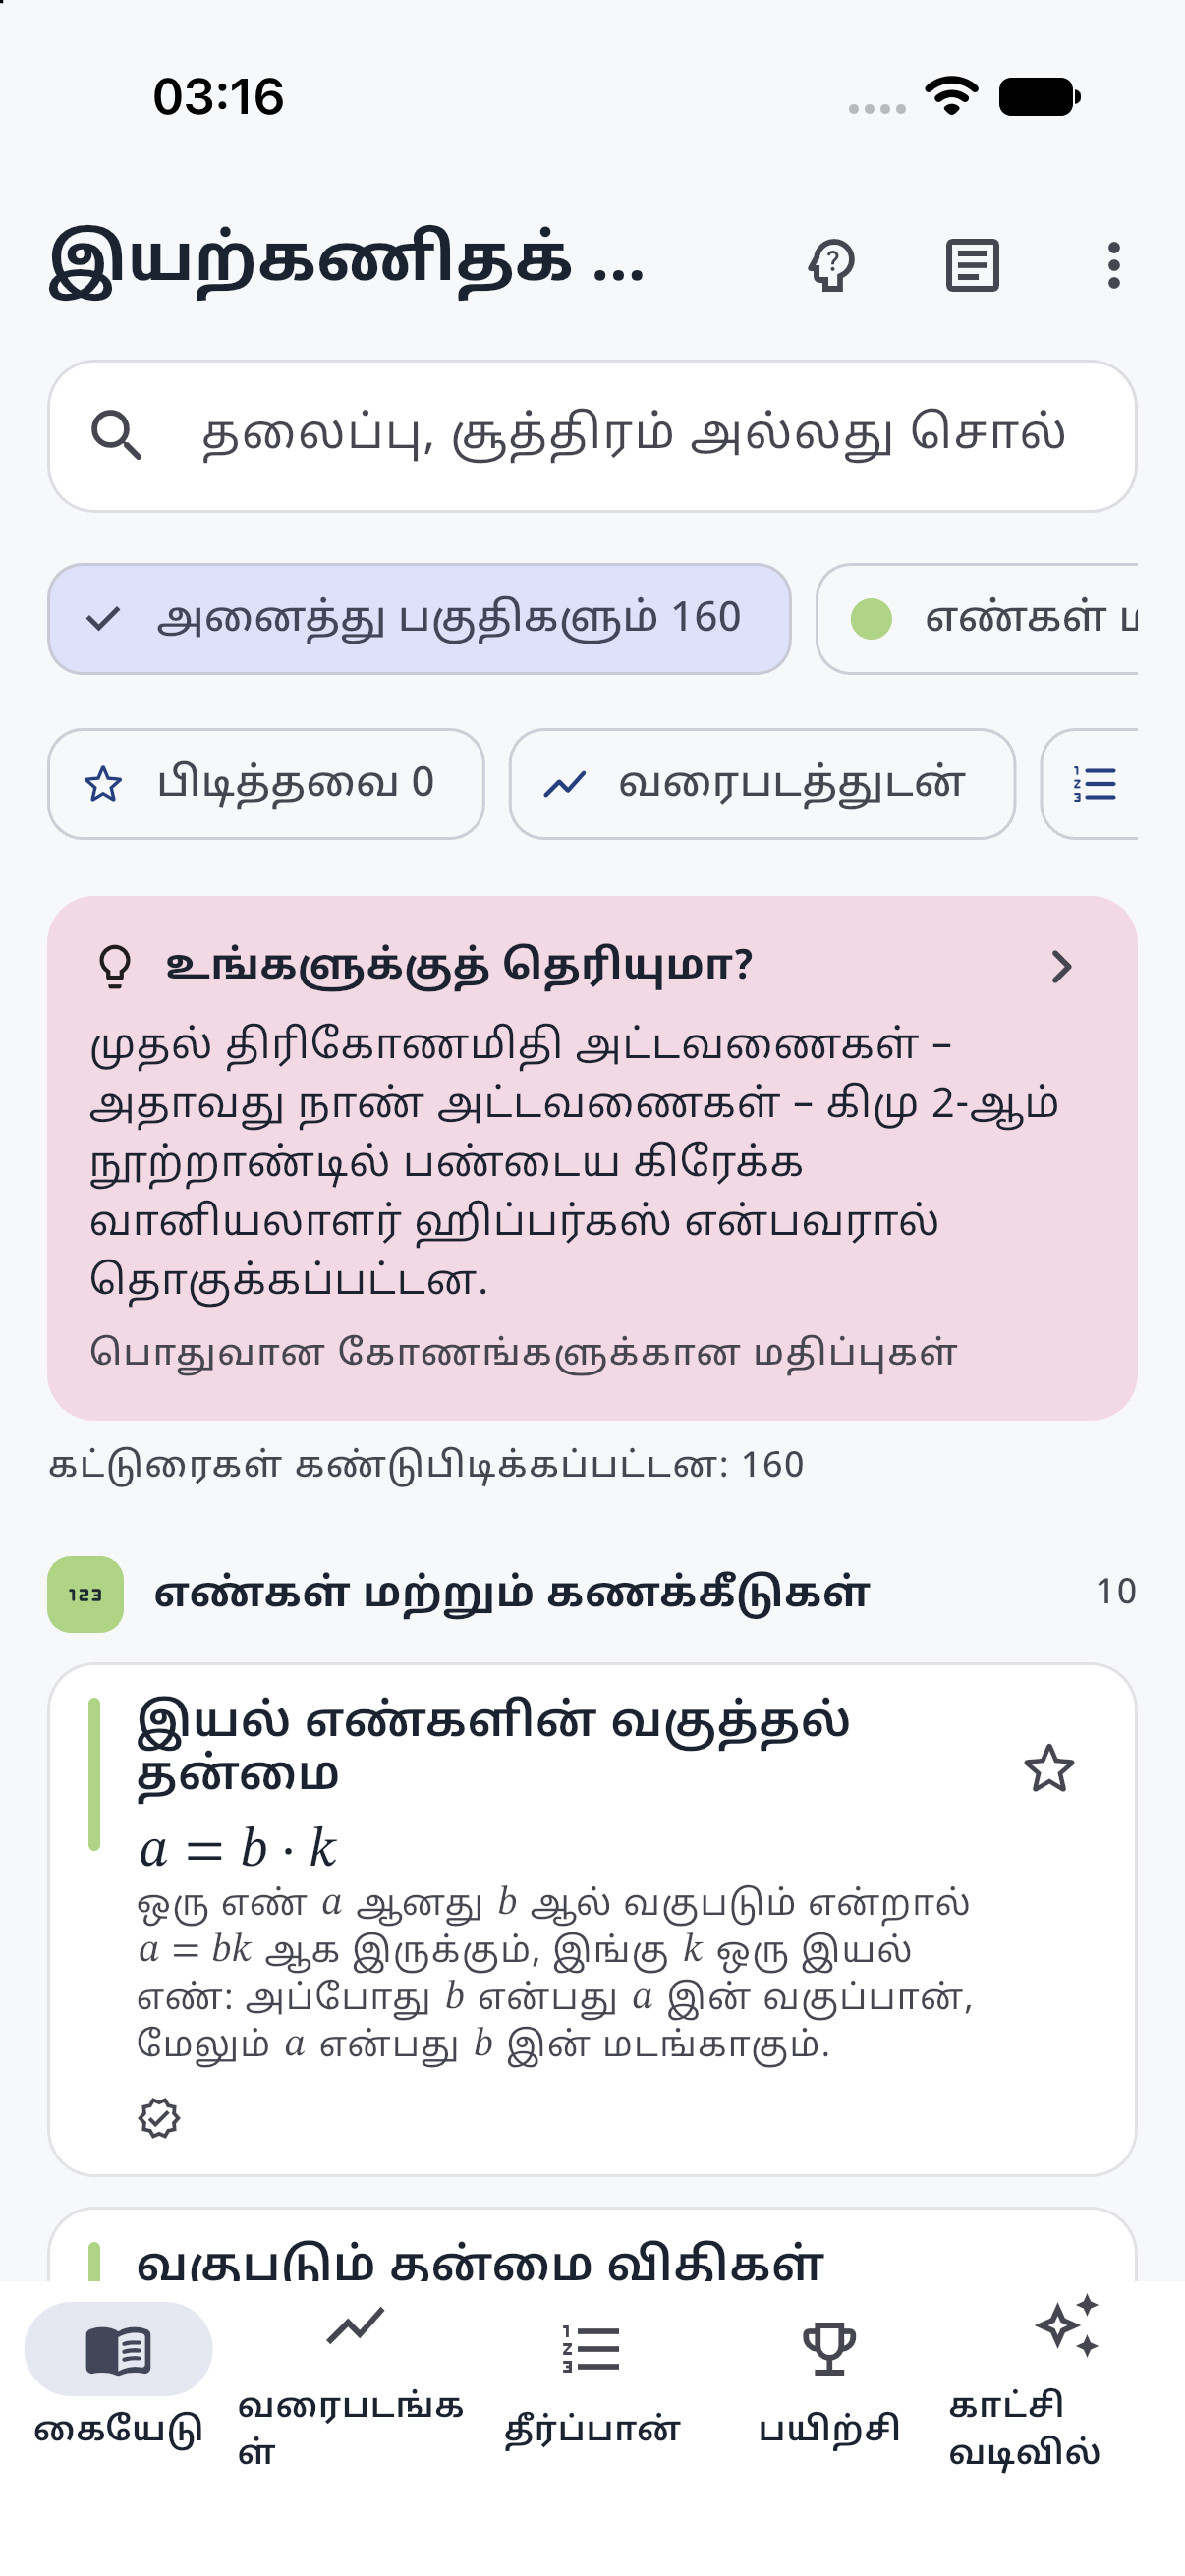 03:16
இயற்கணிதக் ...
தலைப்பு, சூத்திரம் அல்லது சொல்
அனைத்து பகுதிகளும் 160
எண்கள்
பிடித்தவை 0
வரைபடத்துடன்
உங்களுக்குத் தெரியுமா?
முதல் திரிகோணமிதி அட்டவணைகள் –
அதாவது நாண் அட்டவணைகள் – கிமு 2-ஆம்
நூற்றாண்டில் பண்டைய கிரேக்க
வானியலாளர் ஹிப்பர்கஸ் என்பவரால்
தொகுக்கப்பட்டன.
பொதுவான கோணங்களுக்கான மதிப்புகள்
கட்டுரைகள் கண்டுபிடிக்கப்பட்டன: 160
123 எண்கள் மற்றும் கணக்கீடுகள் 10
இயல் எண்களின் வகுத்தல்
தன்மை
a = b · k
ஒரு எண் a ஆனது b ஆல் வகுபடும் என்றால்
a = bk ஆக இருக்கும், இங்கு k ஒரு இயல்
எண்: அப்போது b என்பது a இன் வகுப்பான்,
மேலும் a என்பது b இன் மடங்காகும்.
வகுபடும் தன்மை விதிகள்
கையேடு
வரைபடங்க
ள்
தீர்ப்பான்
பயிற்சி
காட்சி
வடிவில்